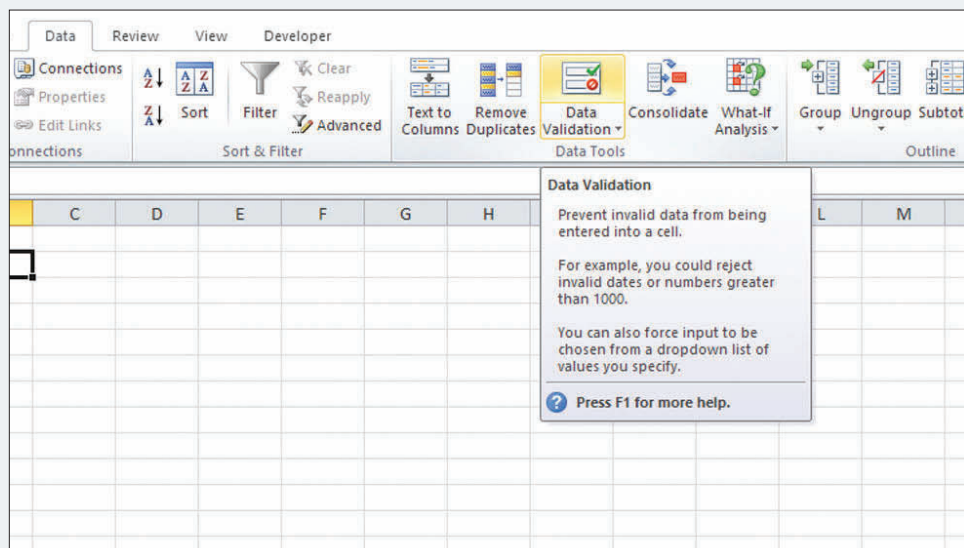 Data Review View Developer
Connections
Properties
Edit Links
Sort
Filter
Clear
Reapply
Advanced
Text to
Columns
Remove
Duplicates
Data
Validation
Consolidate
What-If
Analysis
Group
Ungroup
Subtot
onnections
Sort & Filter
Data Tools
Outline
C D E F G H L M
Data Validation
Prevent invalid data from being
entered into a cell.
For example, you could reject
invalid dates or numbers greater
than 1000.
You can also force input to be
chosen from a dropdown list of
values you specify.
Press F1 for more help.